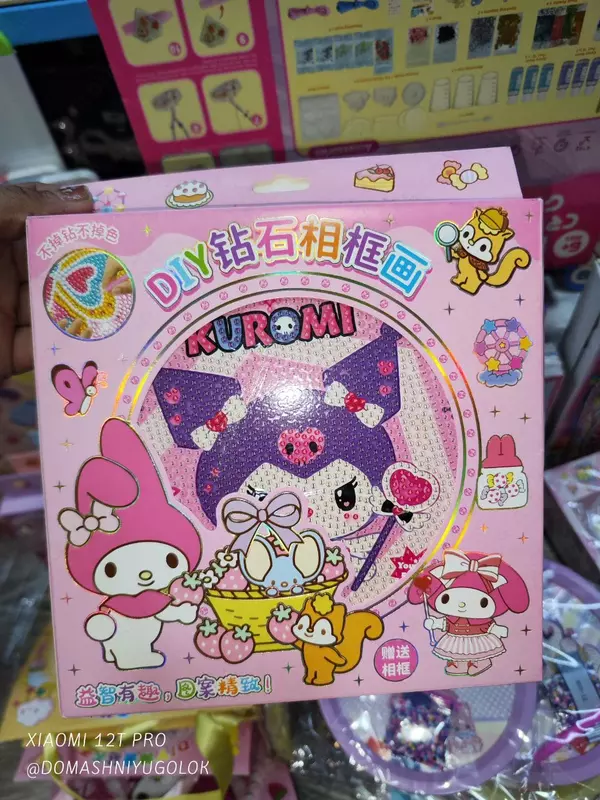 不掉钻不掉色
DIY钻石相框画
KUROMI
You!
益智有趣,图案精致!
赠送
相框
XIAOMI 12T PRO
@DOMASHNIYUGOLOK